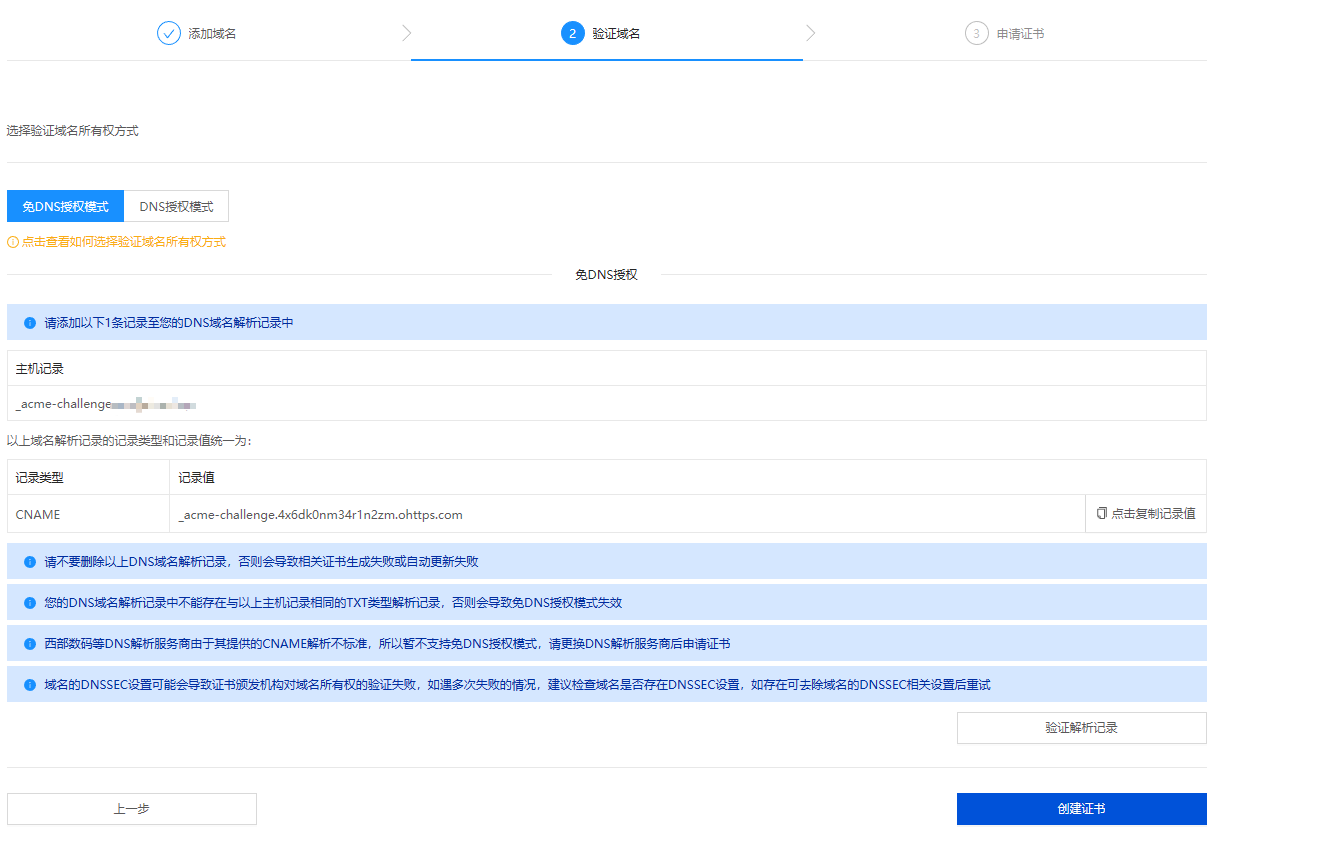 添加域名
2 验证域名
3 申请证书
选择验证域名所有权方式
免DNS授权模式 DNS授权模式
点击查看如何选择验证域名所有权方式
免DNS授权
请添加以下1条记录至您的DNS域名解析记录中
主机记录
_acme-challenge
以上域名解析记录的记录类型和记录值统一为:
记录类型 记录值
CNAME _acme-challenge.4x6dk0nm34r1n2zm.ohttps.com 点击复制记录值
请不要删除以上DNS域名解析记录，否则会导致相关证书生成失败或自动更新失败
您的DNS域名解析记录中不能存在与以上主机记录相同的TXT类型解析记录，否则会导致免DNS授权模式失效
西部数码等DNS解析服务商由于其提供的CNAME解析不标准，所以暂不支持免DNS授权模式，请更换DNS解析服务商后申请证书
域名的DNSSEC设置可能会导致证书颁发机构对域名所有权的验证失败，如遇多次失败的情况，建议检查域名是否存在DNSSEC设置，如存在可去除域名的DNSSEC相关设置后重试
验证解析记录
上一步 创建证书